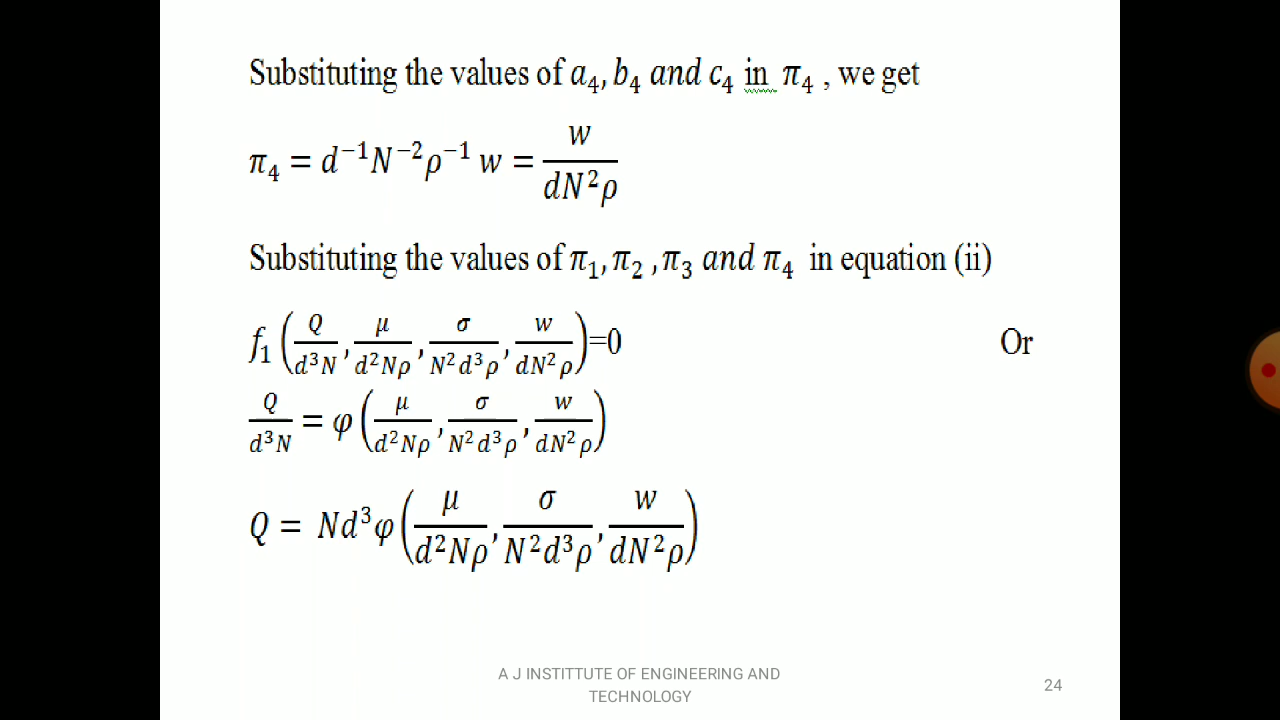 Substituting the values of a₄, b₄ and c₄ in π₄ , we get
π₄ = d⁻¹N⁻²ρ⁻¹ w = w/(dN²ρ)
Substituting the values of π₁, π₂ ,π₃ and π₄ in equation (ii)
f₁ (Q/(d³N), μ/(d²Nρ), σ/(N²d³ρ), w/(dN²ρ))=0 Or
Q/(d³N) = φ (μ/(d²Nρ), σ/(N²d³ρ), w/(dN²ρ))
Q = Nd³φ (μ/(d²Nρ), σ/(N²d³ρ), w/(dN²ρ))
A J INSTITTUTE OF ENGINEERING AND
TECHNOLOGY
24